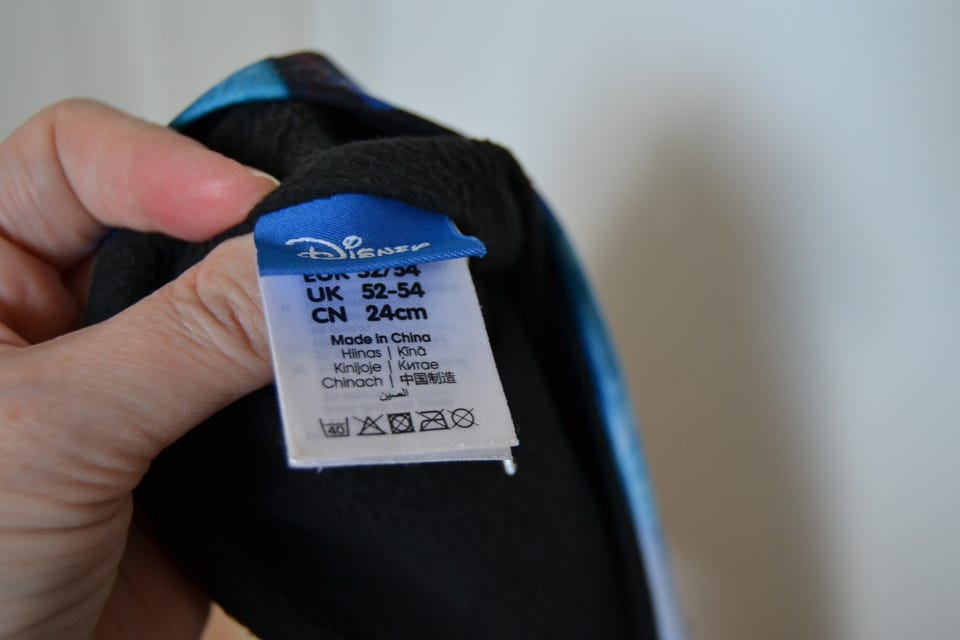 Disney
EUR 52/54
UK 52-54
CN 24cm
Made in China
Hiinas | Ķīnā
Kinijoje | Китае
Chinach | 中国制造
الصين
40